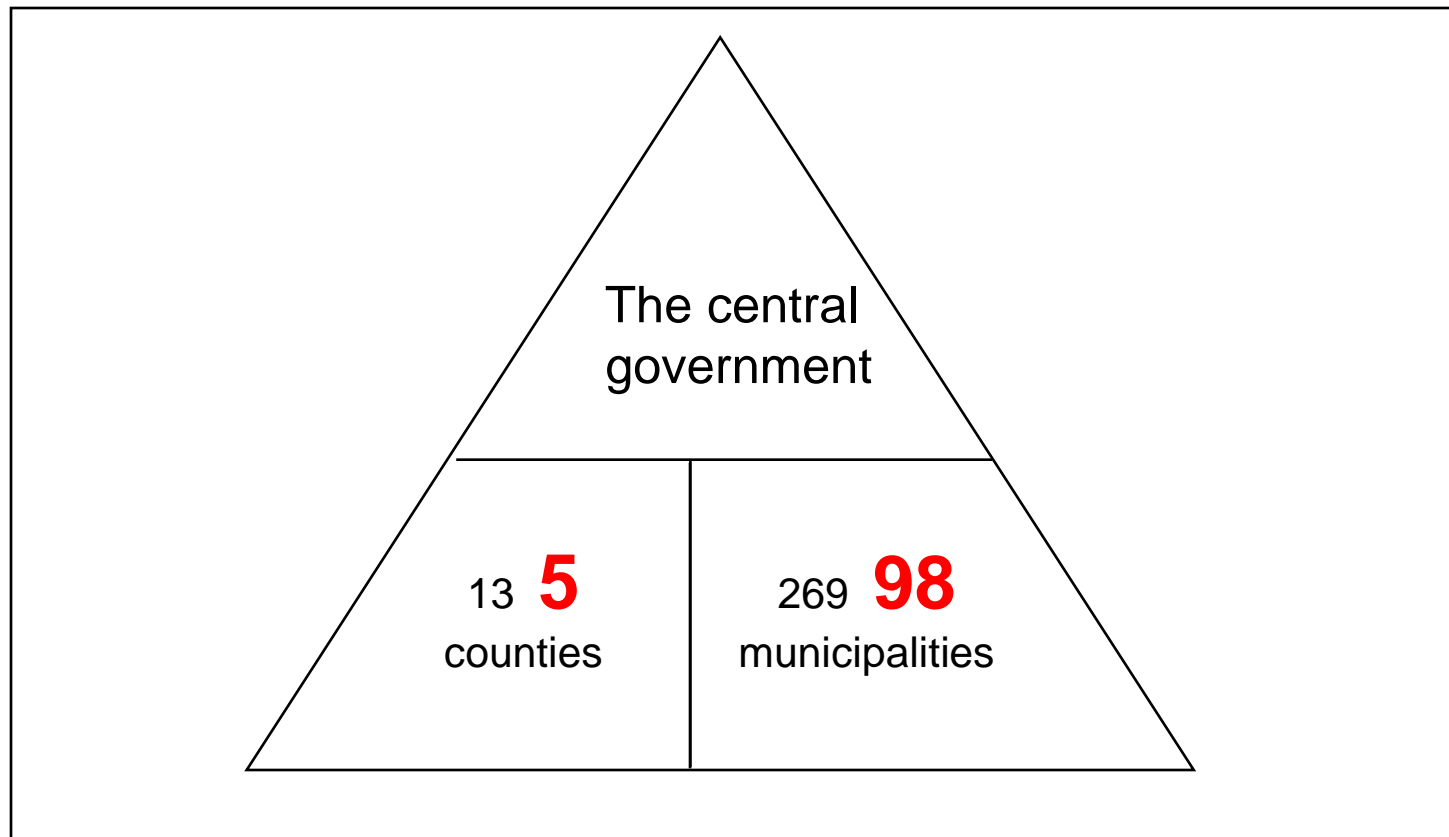 The central
government
13 5
counties
269 98
municipalities